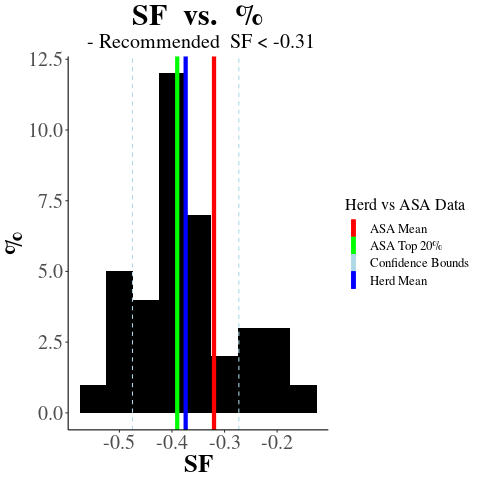 SF vs. %
- Recommended SF < -0.31
12.5
10.0
7.5
5.0
2.5
0.0
%
-0.5 -0.4 -0.3 -0.2
SF
Herd vs ASA Data
ASA Mean
ASA Top 20%
Confidence Bounds
Herd Mean